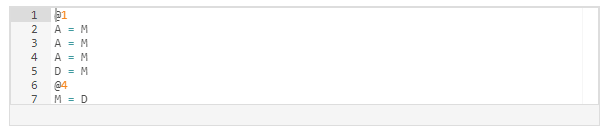 1 @1
2 A = M
3 A = M
4 A = M
5 D = M
6 @4
7 M = D